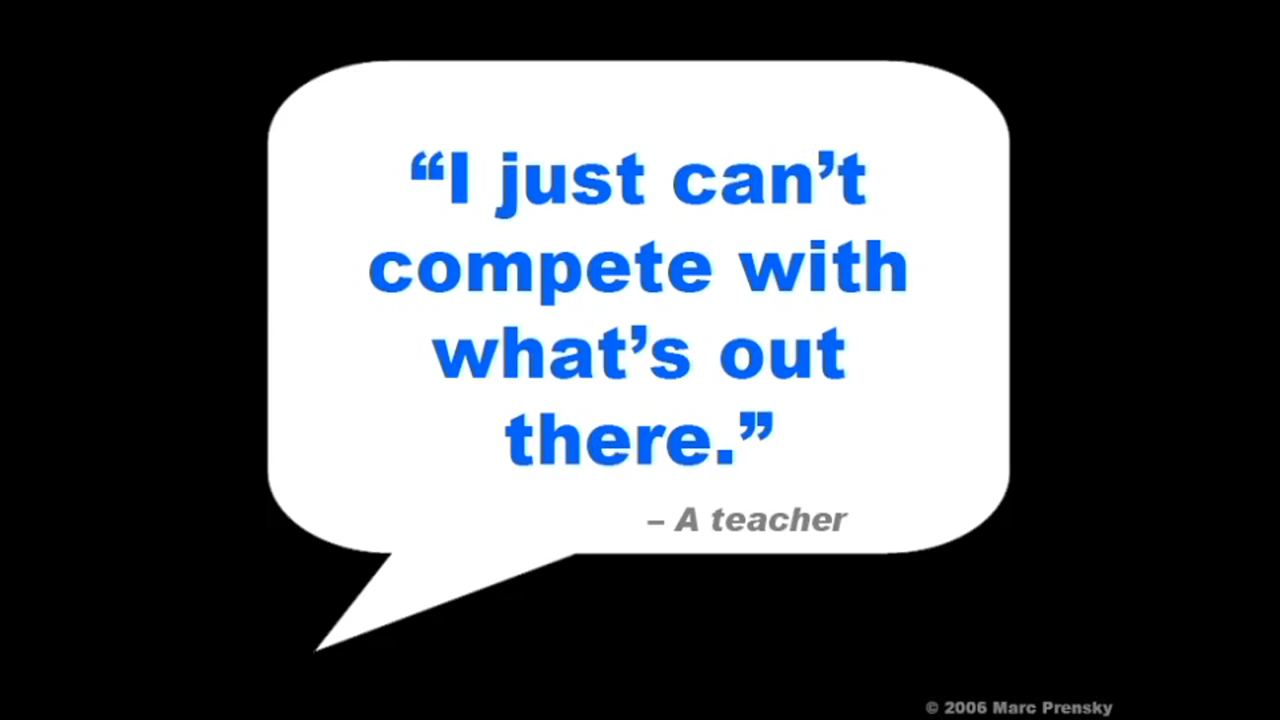 “I just can’t
compete with
what’s out
there.”
– A teacher
© 2006 Marc Prensky